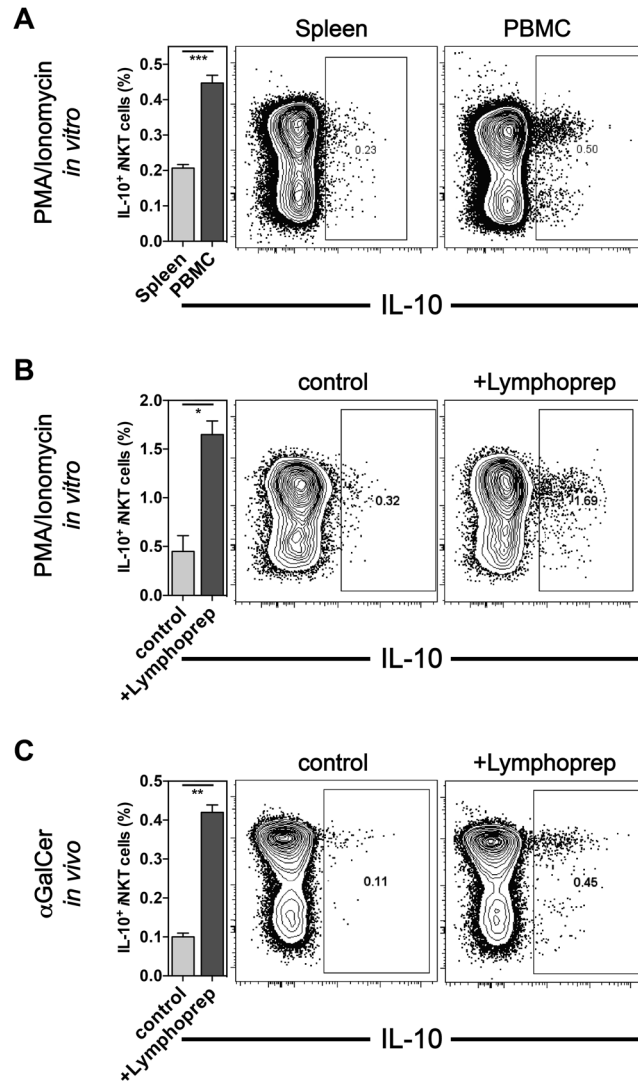 A
PMA/Ionomycin
in vitro
IL-10+ iNKT cells (%)
0.5
0.4
0.3
0.2
0.1
0.0
***
Spleen
PBMC
Spleen
0.23
PBMC
0.50
IL-10
B
PMA/Ionomycin
in vitro
IL-10+ iNKT cells (%)
2.0
1.5
1.0
0.5
0.0
*
control
+Lymphoprep
control
0.32
+Lymphoprep
1.69
IL-10
C
αGalCer
in vivo
IL-10+ iNKT cells (%)
0.5
0.4
0.3
0.2
0.1
0.0
**
control
+Lymphoprep
control
0.11
+Lymphoprep
0.45
IL-10